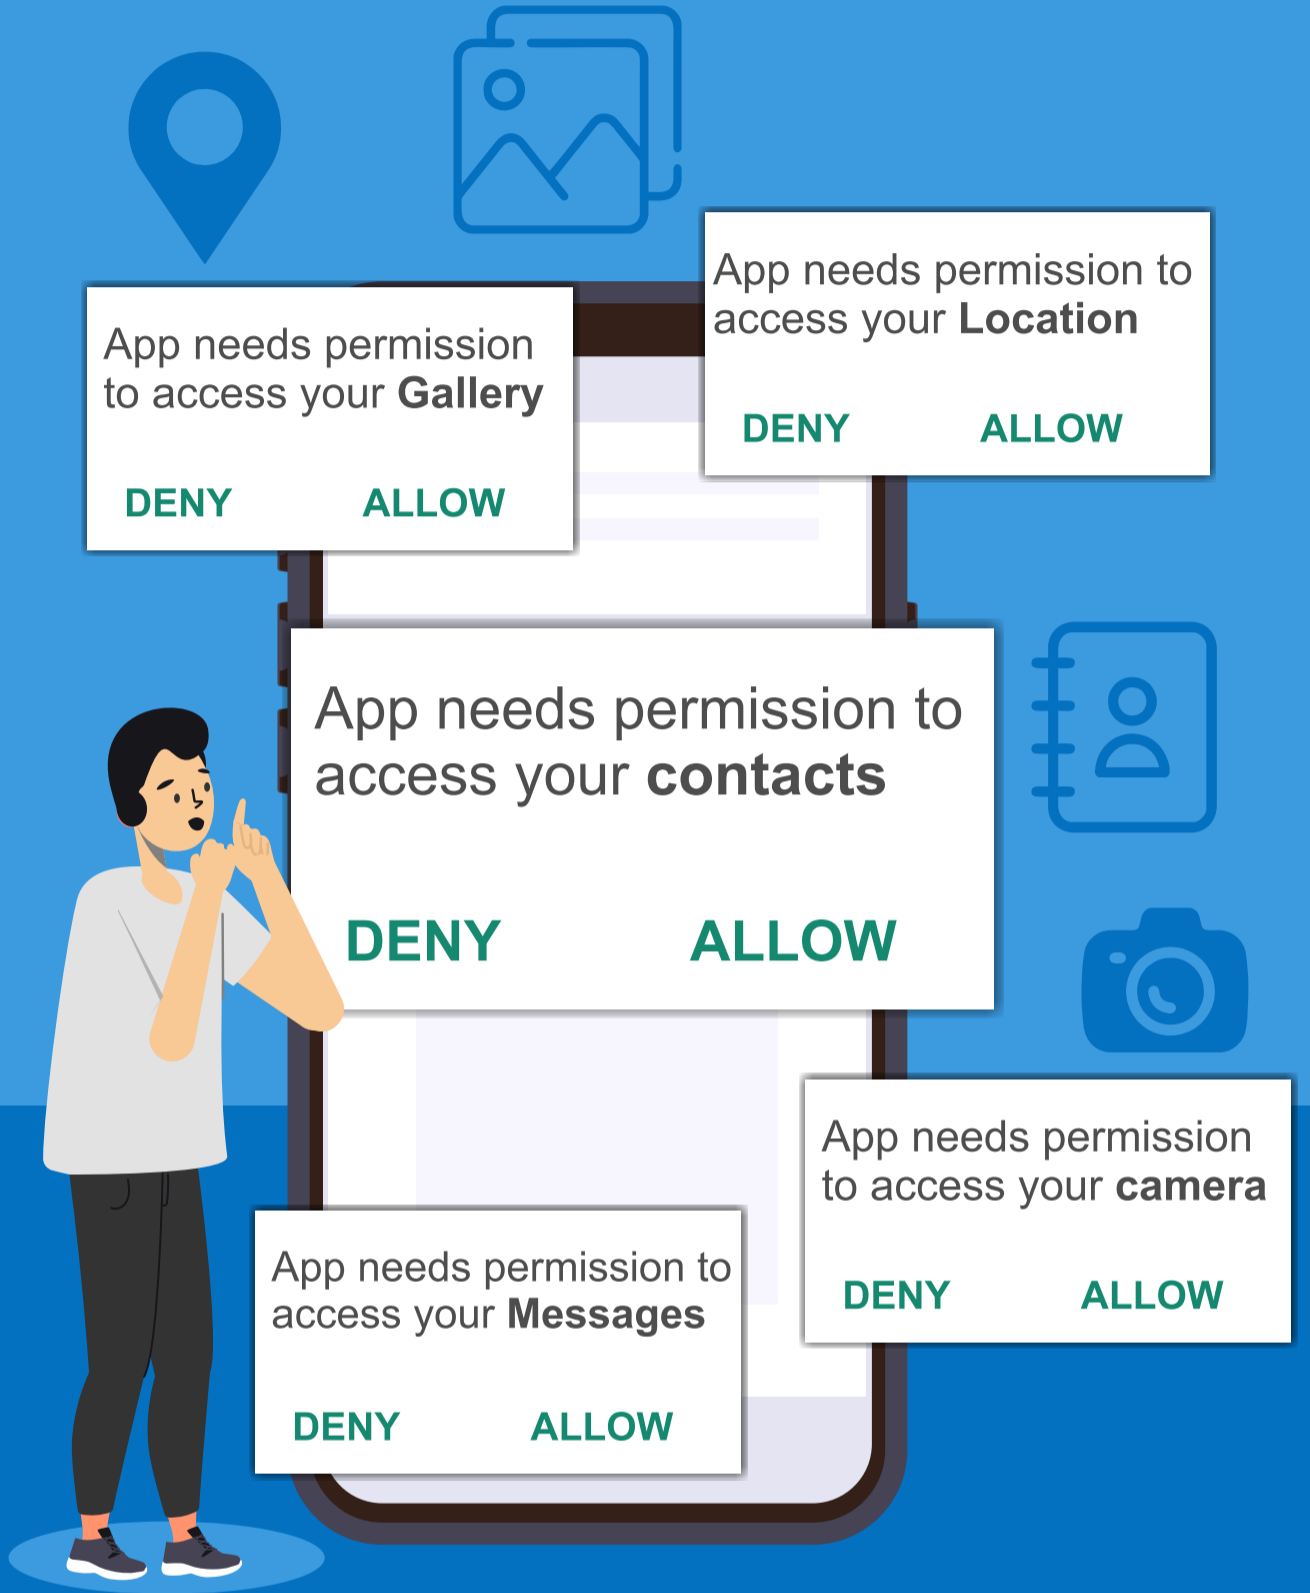 App needs permission to
access your Location
DENY ALLOW
App needs permission
to access your Gallery
DENY ALLOW
App needs permission to
access your contacts
DENY ALLOW
App needs permission
to access your camera
DENY ALLOW
App needs permission to
access your Messages
DENY ALLOW